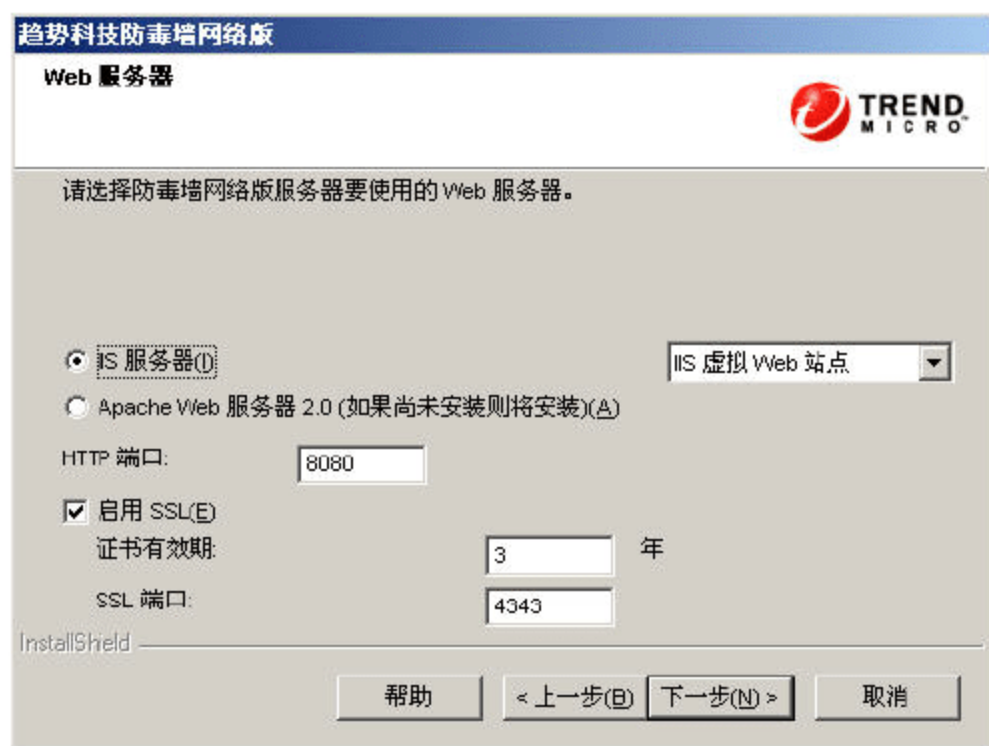 趋势科技防毒墙网络版
Web 服务器
TREND
MICRO
请选择防毒墙网络版服务器要使用的 Web 服务器。
IIS 服务器(I)
IIS 虚拟 Web 站点
Apache Web 服务器 2.0 (如果尚未安装则将安装)(A)
HTTP 端口:
8080
启用 SSL(E)
证书有效期:
3
年
SSL 端口:
4343
InstallShield
帮助
< 上一步(B)
下一步(N) >
取消